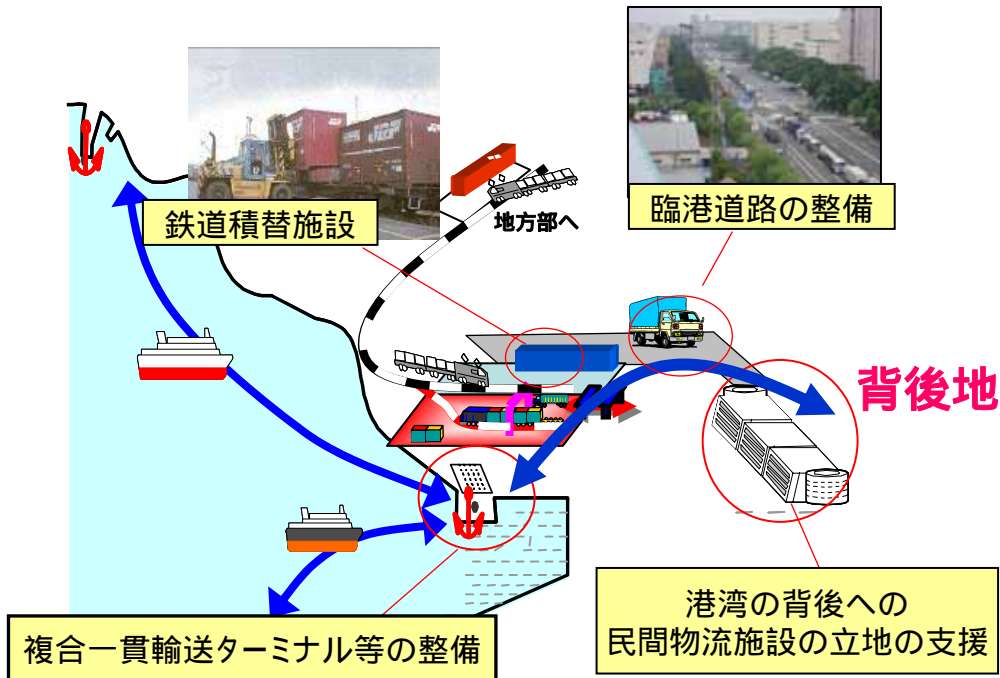 鉄道積替施設
臨港道路の整備
地方部へ
背後地
複合一貫輸送ターミナル等の整備
港湾の背後への
民間物流施設の立地の支援